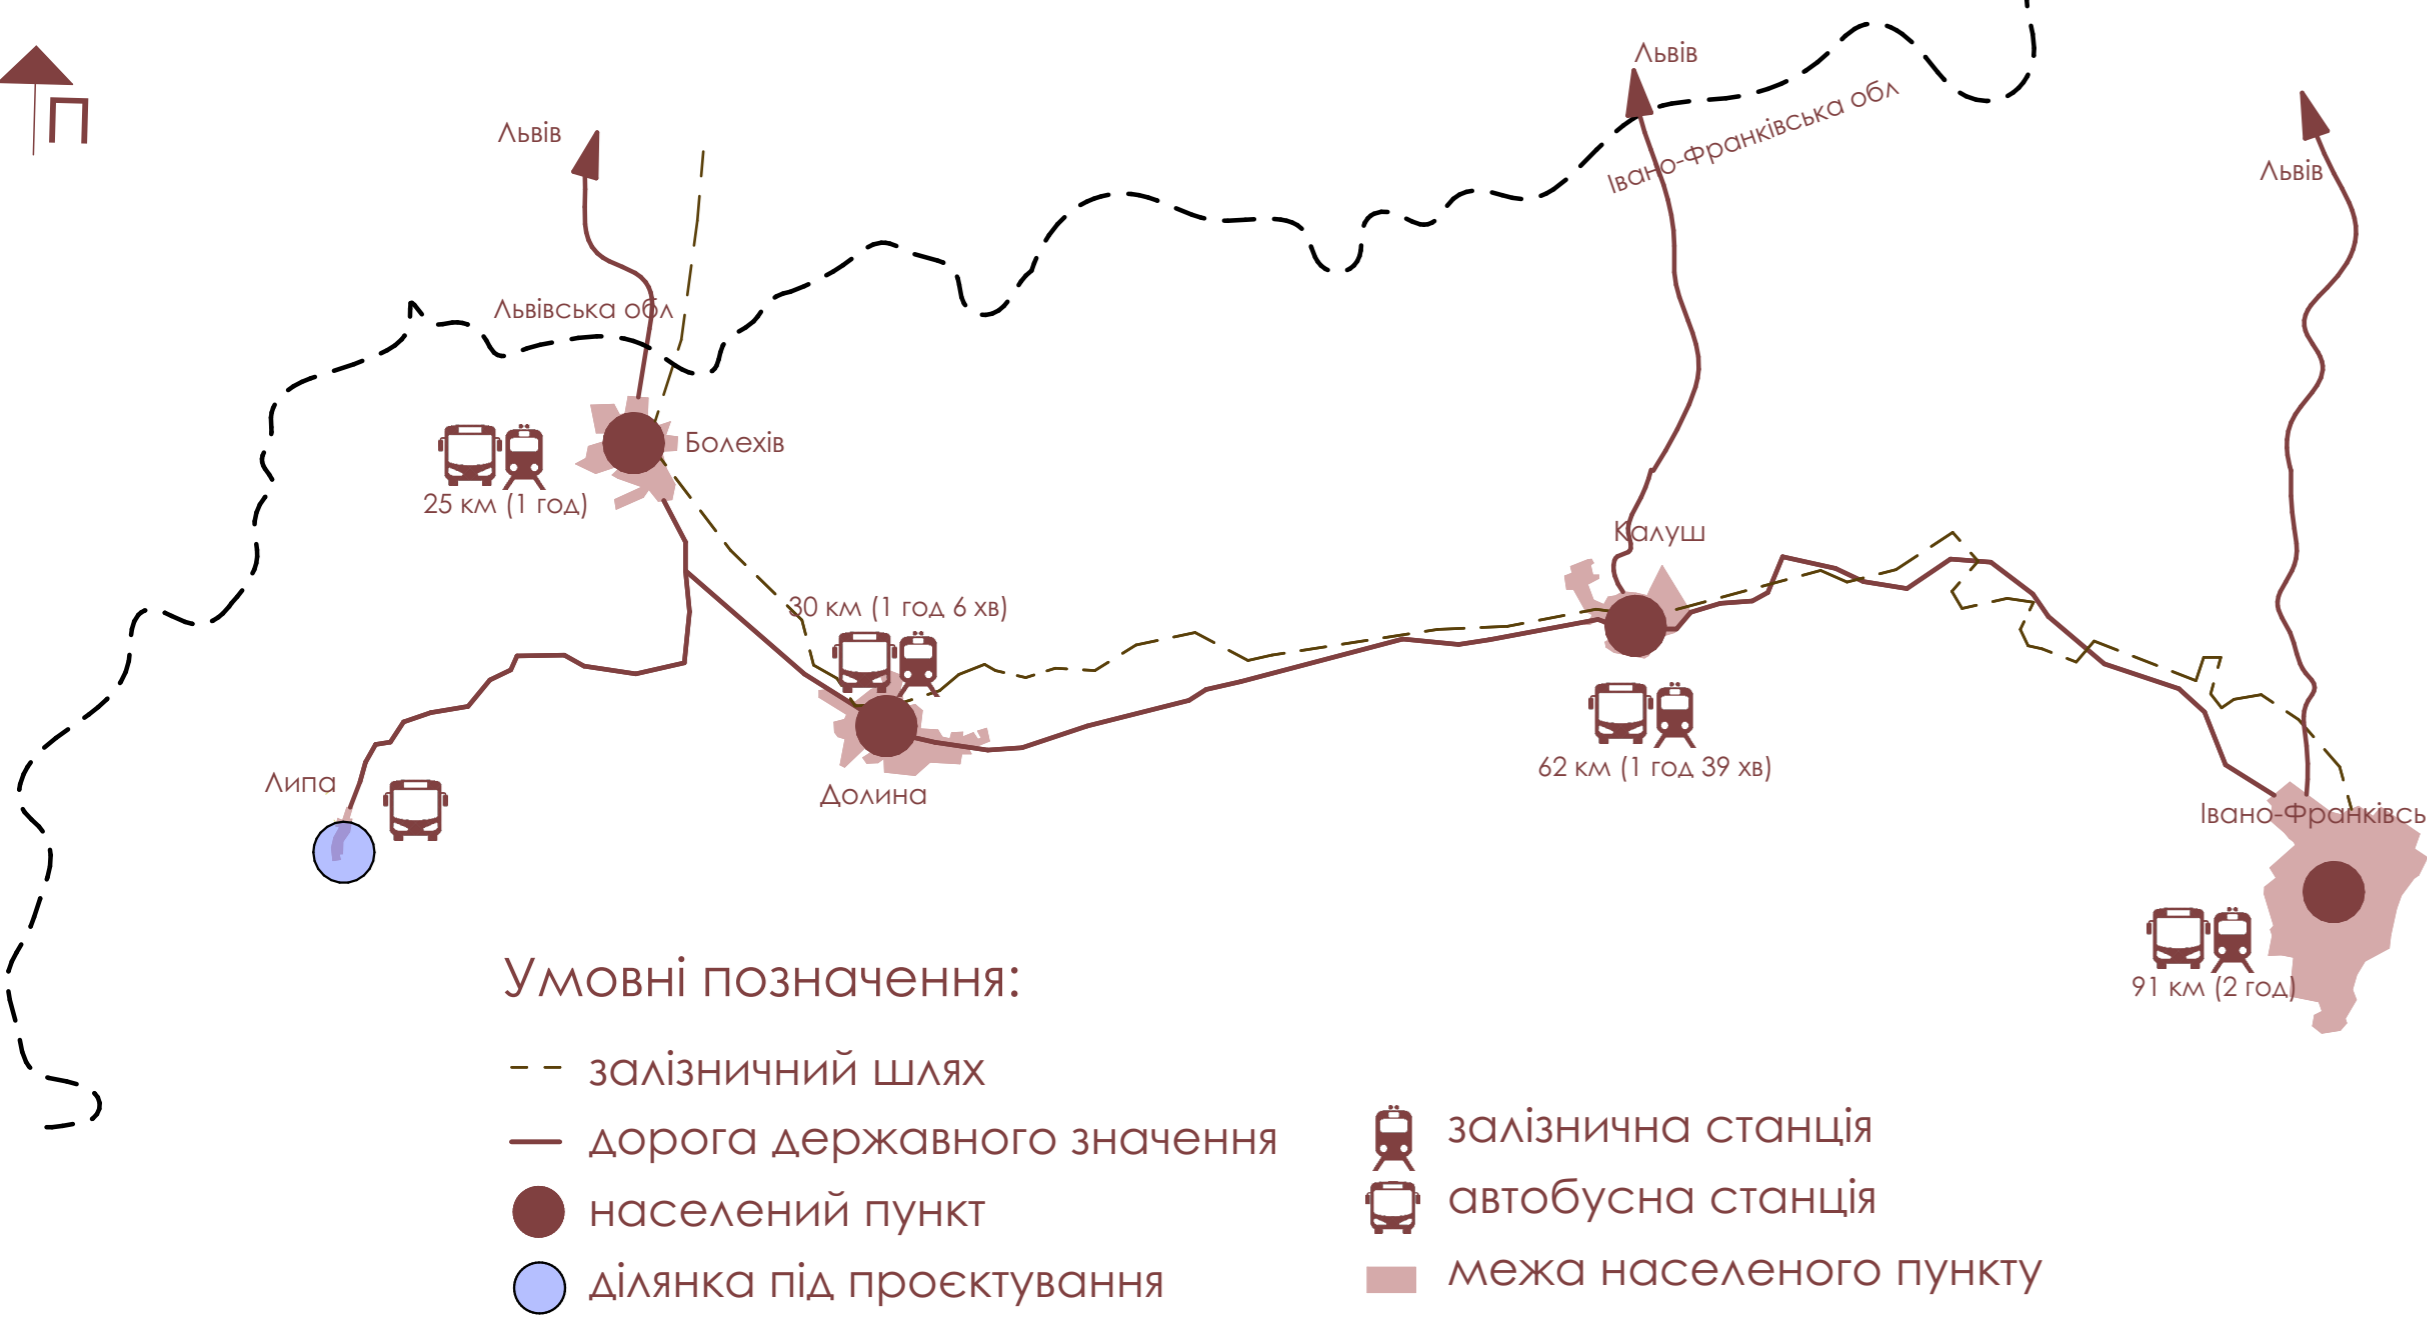 П
Львів
Львів
Івано-Франківська обл
Львів
Львівська обл
Болехів
25 км (1 год)
Калуш
30 км (1 год 6 хв)
62 км (1 год 39 хв)
Липа
Долина
Івано-Франківсь
91 км (2 год)
Умовні позначення:
залізничний шлях
дорога державного значення
населений пункт
ділянка під проєктування
залізнична станція
автобусна станція
межа населеного пункту